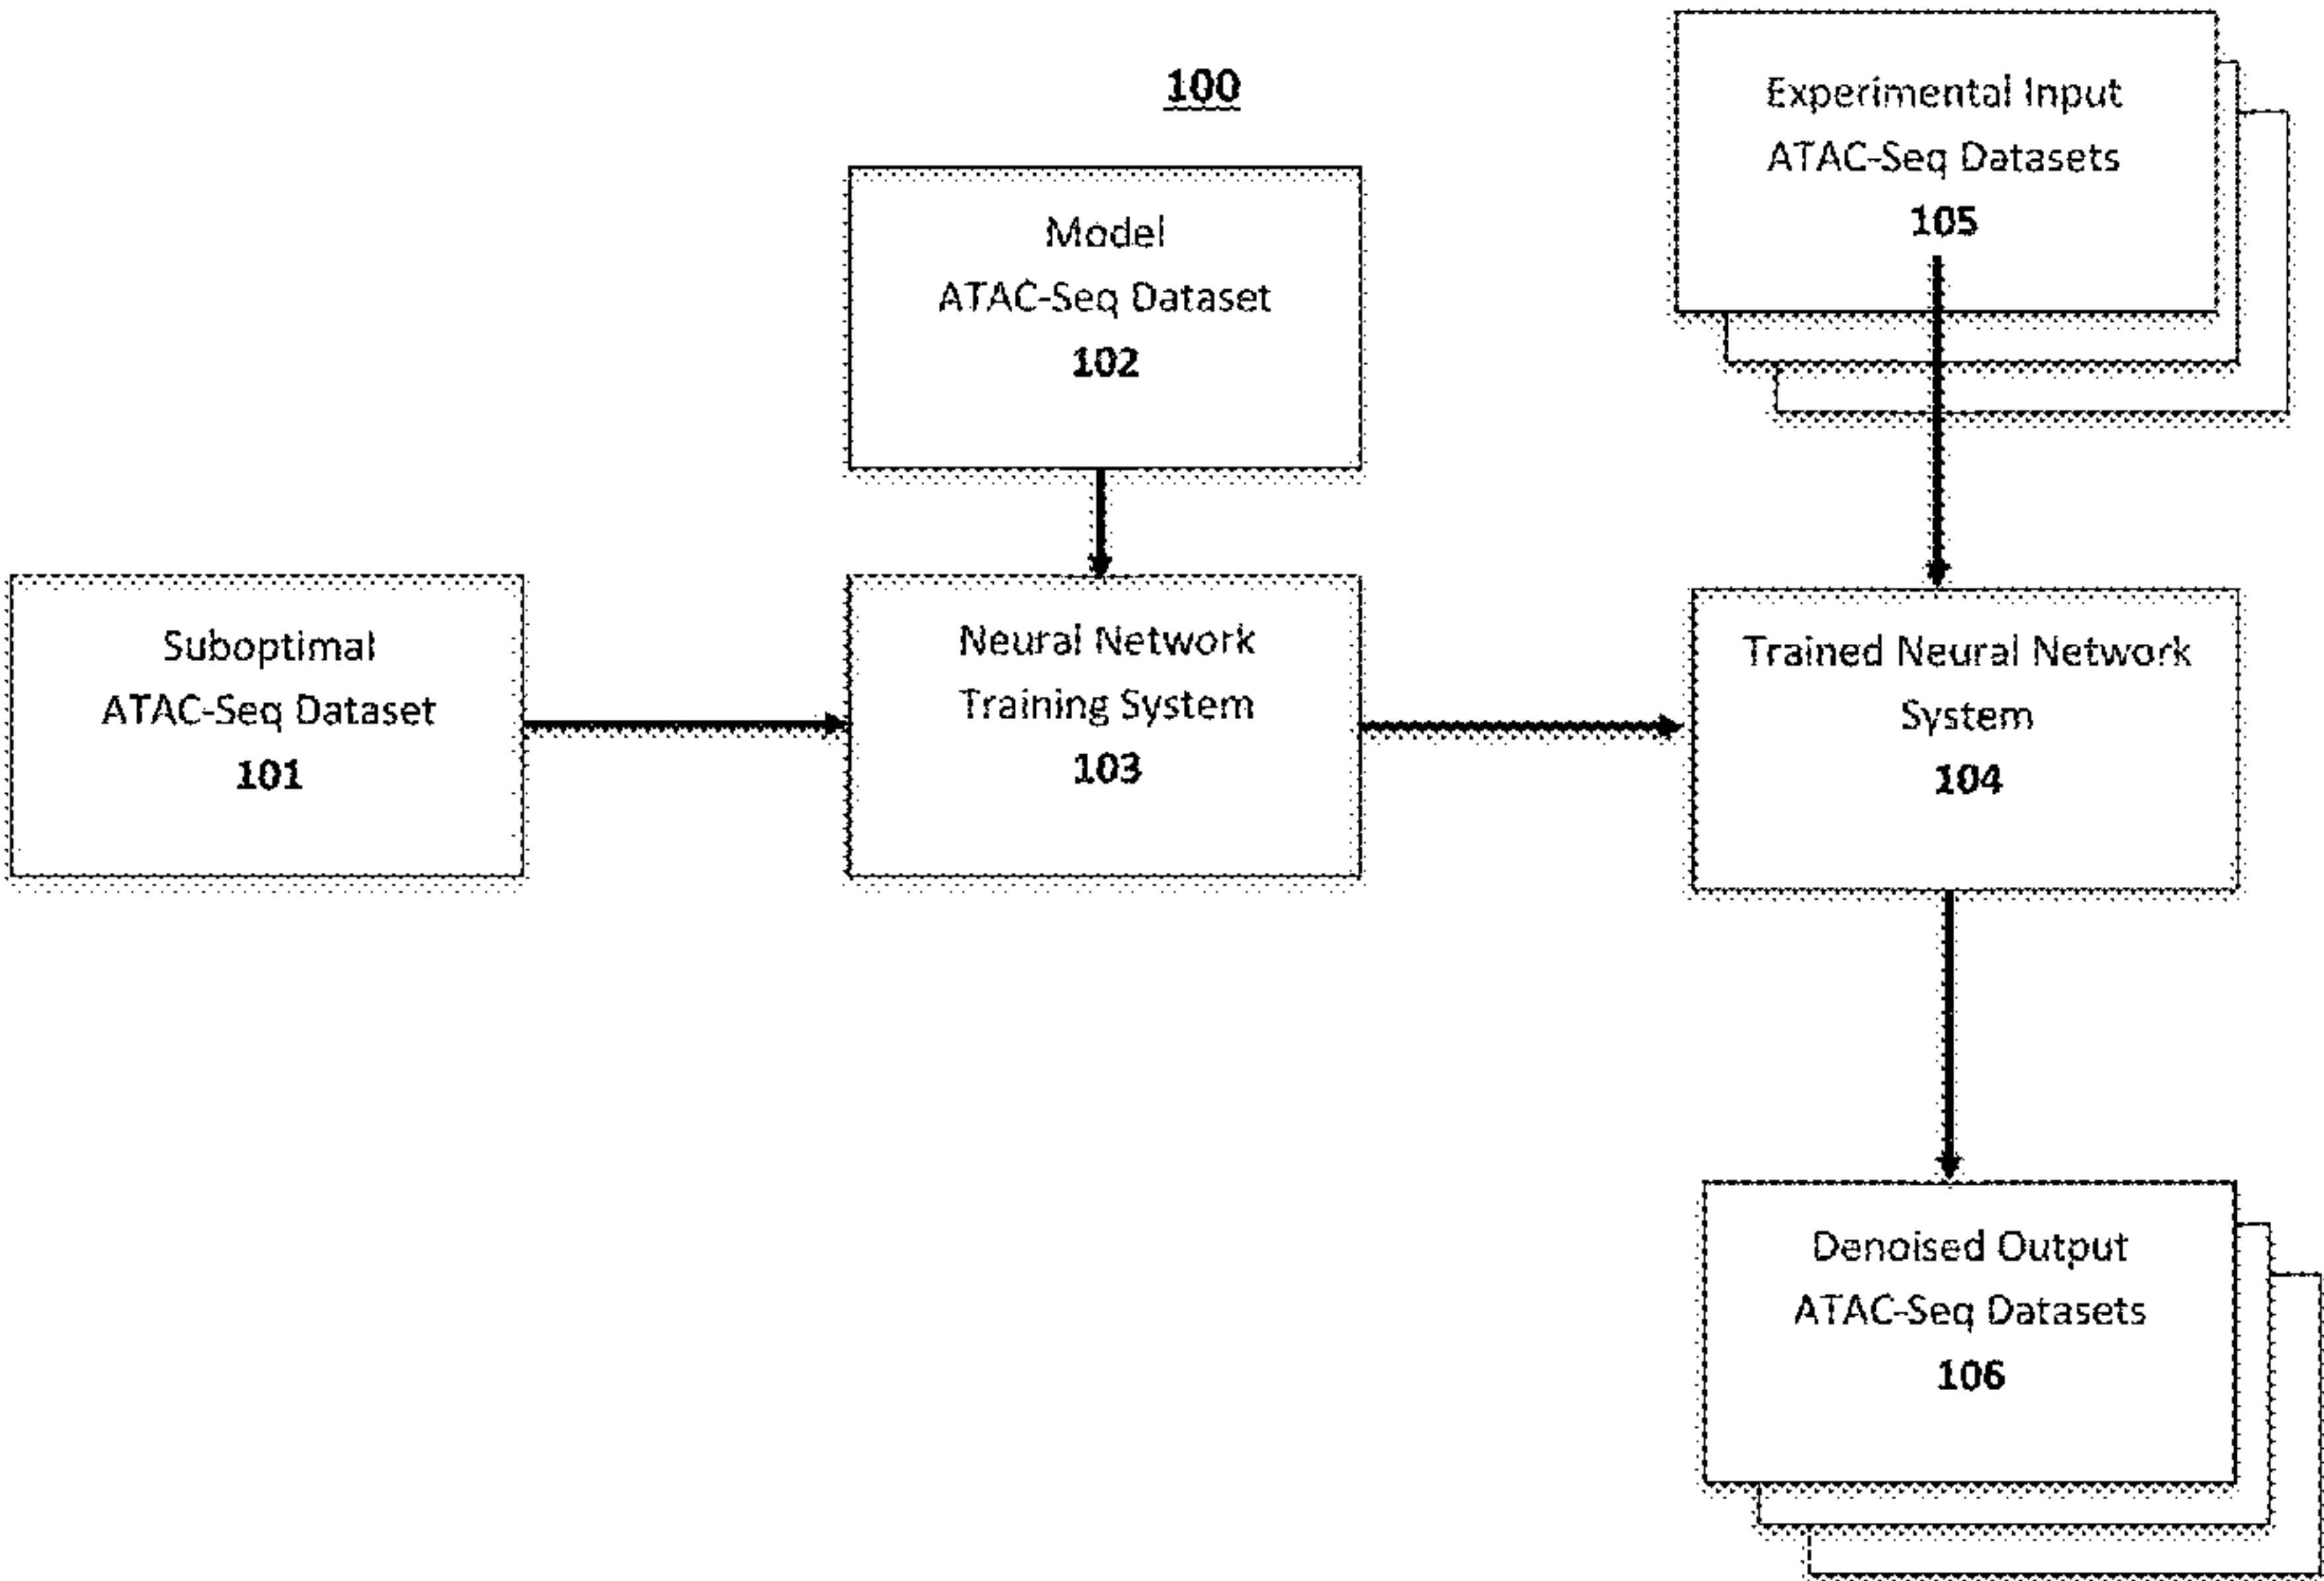 100
Experimental Input
ATAC-Seq Datasets
105
Model
ATAC-Seq Dataset
102
Suboptimal
ATAC-Seq Dataset
101
Neural Network
Training System
103
Trained Neural Network
System
104
Denoised Output
ATAC-Seq Datasets
106